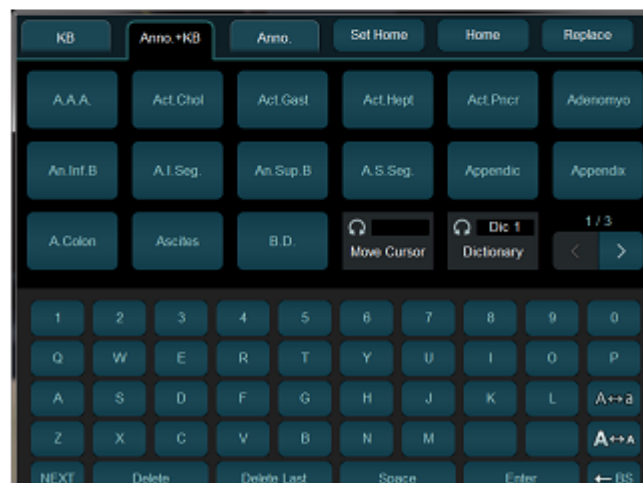 KB Anno.+KB Anno. Set Home Home Replace
A.A.A. Act.Chol Act.Gast Act.Hept Act.Pncr Adenomyo
An.Inf.B A.I.Seg. An.Sup.B A.S.Seg. Appendic Appendix
A.Colon Ascites B.D. Move Cursor Dic 1 Dictionary 1 / 3 < >
1 2 3 4 5 6 7 8 9 0
Q W E R T Y U I O P
A S D F G H J K L A↔a
Z X C V B N M A↔A
NEXT Delete Delete Last Space Enter ← BS